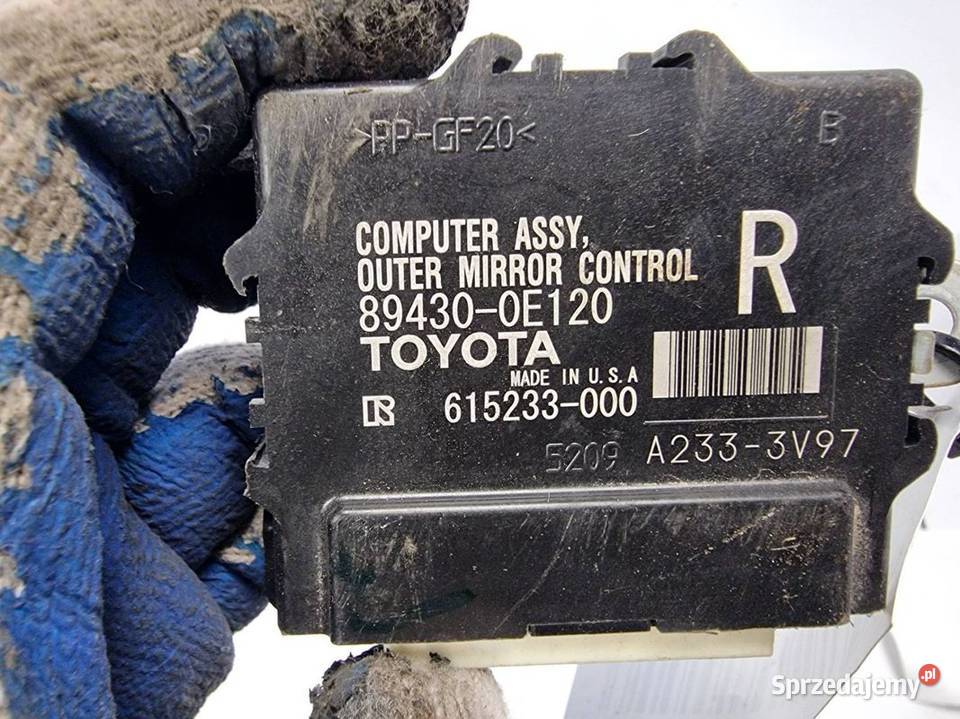 >PP-GF20<
B
COMPUTER ASSY,
OUTER MIRROR CONTROL
R
89430-0E120
TOYOTA
MADE IN U.S.A
615233-000
5209
A233-3V97
Sprzedajemy.pl